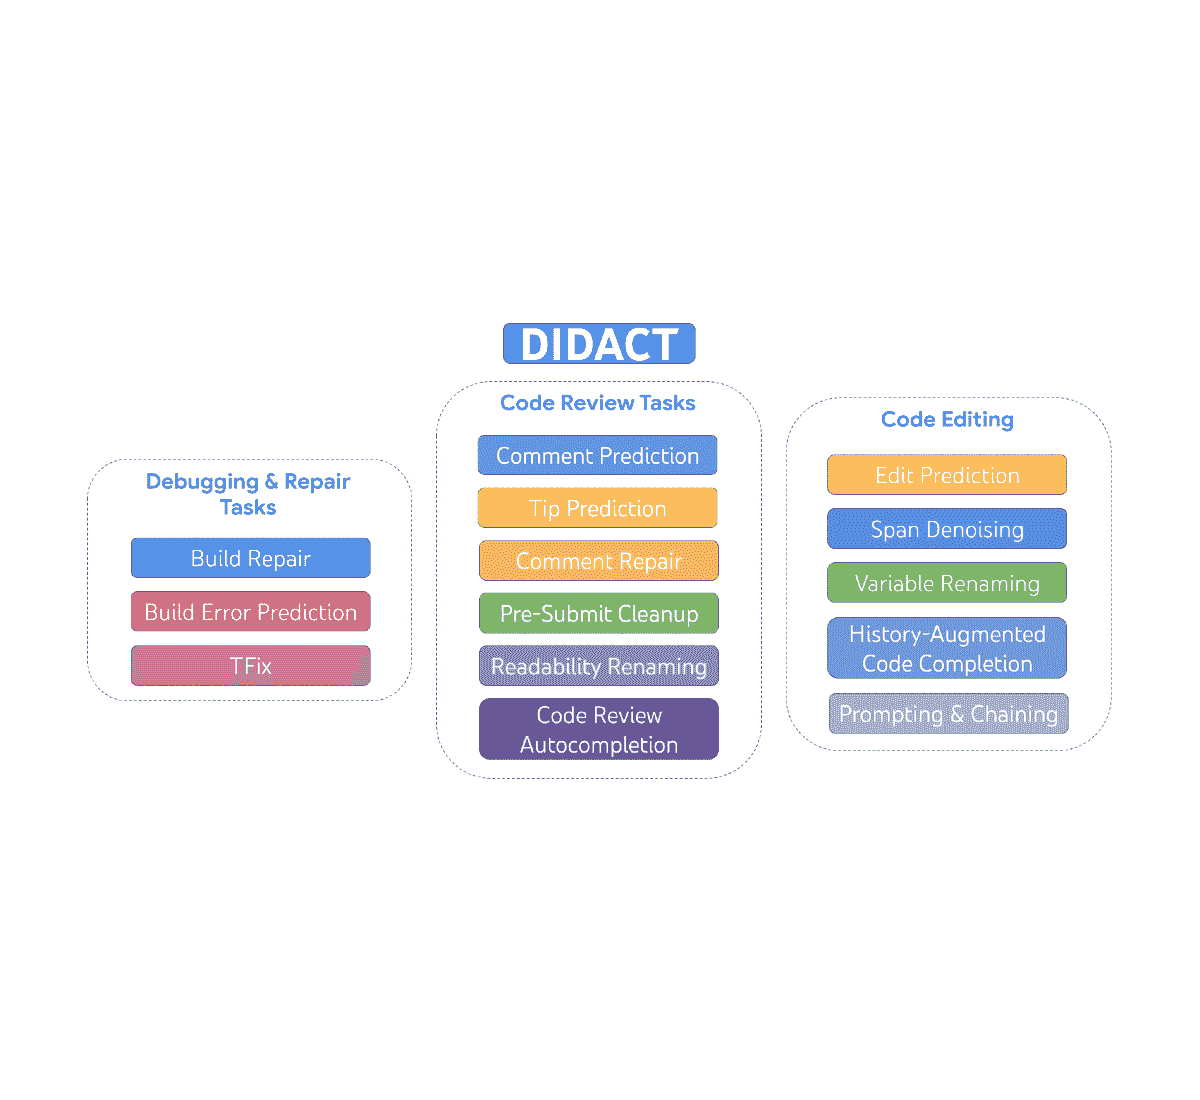 DIDACT
Debugging & Repair
Tasks
Build Repair
Build Error Prediction
TFix
Code Review Tasks
Comment Prediction
Tip Prediction
Comment Repair
Pre-Submit Cleanup
Readability Renaming
Code Review
Autocompletion
Code Editing
Edit Prediction
Span Denoising
Variable Renaming
History-Augmented
Code Completion
Prompting & Chaining